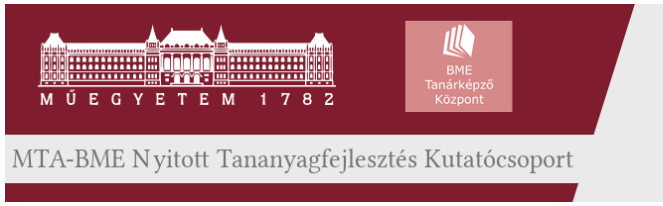 MŰEGYETEM 1782
BME
Tanárképző
Központ
MTA-BME Nyitott Tananyagfejlesztés Kutatócsoport